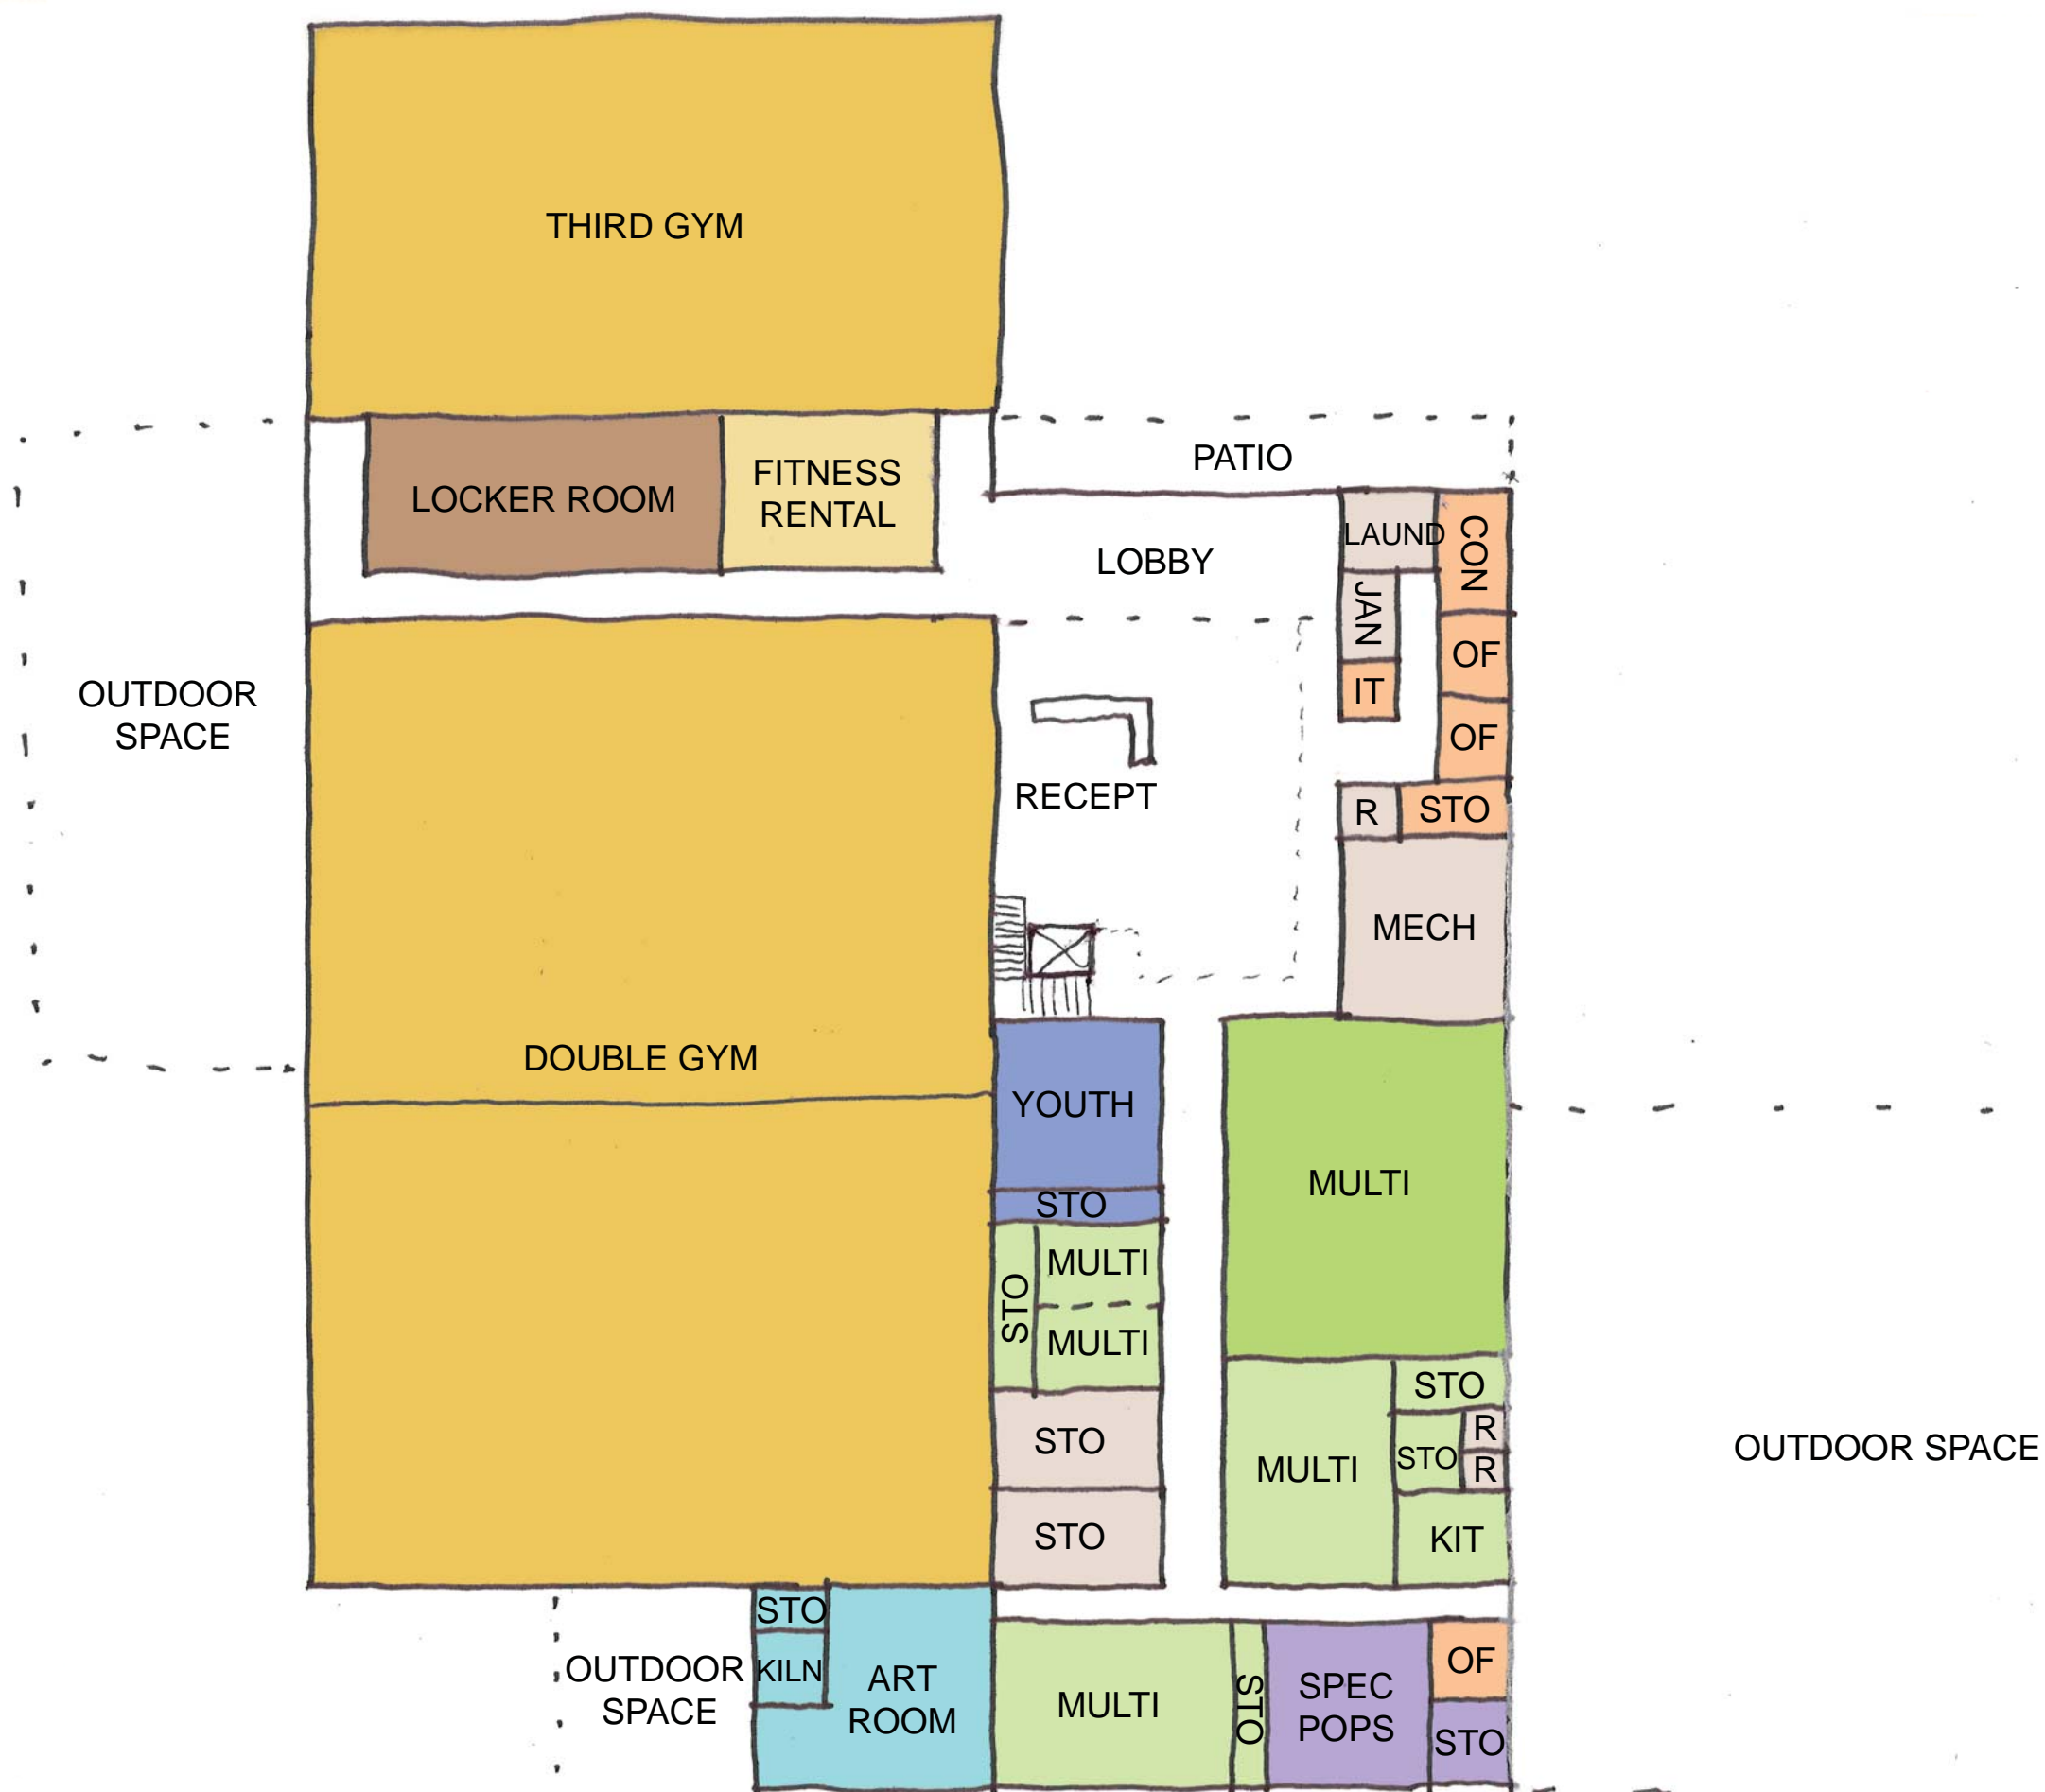 THIRD GYM
PATIO
LOCKER ROOM
FITNESS
RENTAL
LOBBY
LAUND
CON
JAN
OF
IT
OF
OUTDOOR
SPACE
RECEPT
R
STO
MECH
DOUBLE GYM
YOUTH
STO
MULTI
STO
MULTI
MULTI
STO
STO
MULTI
STO
STO
R
R
KIT
OUTDOOR SPACE
STO
KILN
OUTDOOR
SPACE
ART
ROOM
MULTI
STO
SPEC
POPS
OF
STO